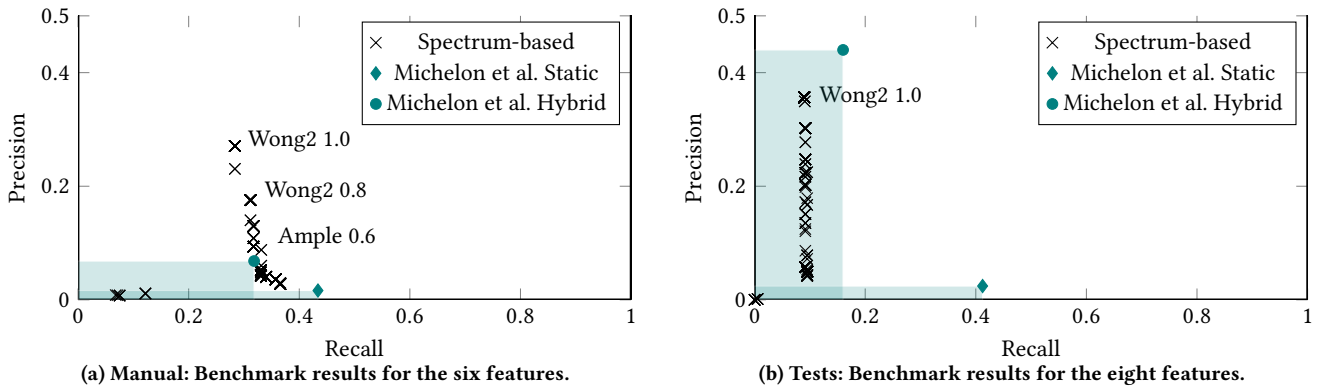 0.5
0.4
0.2
0
Precision
Spectrum-based
Michelon et al. Static
Michelon et al. Hybrid
Wong2 1.0
Wong2 0.8
Ample 0.6
0 0.2 0.4 0.6 0.8 1
Recall
(a) Manual: Benchmark results for the six features.
0.5
0.4
0.2
0
Precision
Spectrum-based
Michelon et al. Static
Michelon et al. Hybrid
Wong2 1.0
0 0.2 0.4 0.6 0.8 1
Recall
(b) Tests: Benchmark results for the eight features.